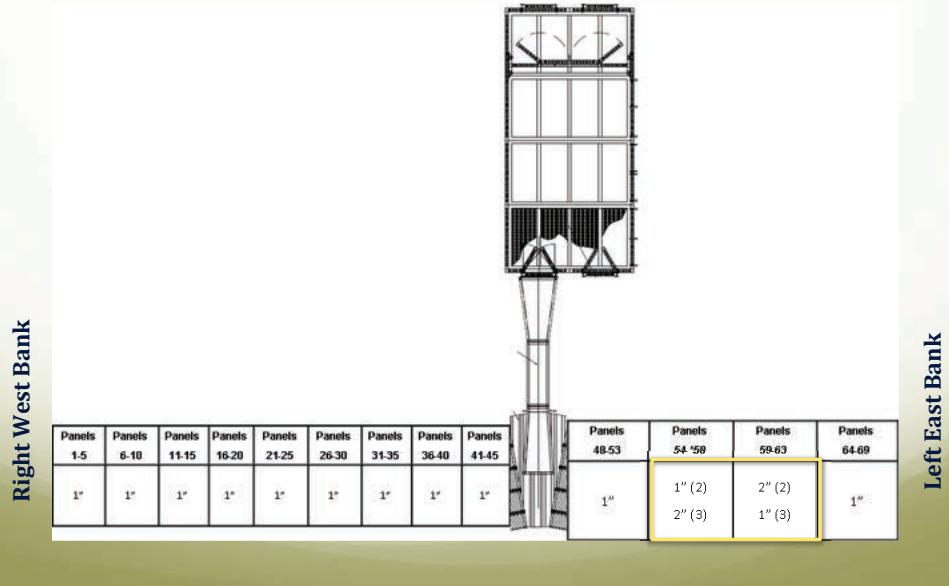 Right West Bank
Left East Bank
Panels Panels Panels Panels Panels Panels Panels Panels Panels
1-5 6-10 11-15 16-20 21-25 26-30 31-35 36-40 41-45
1" 1" 1" 1" 1" 1" 1" 1" 1"
Panels Panels Panels Panels
48-53 54-*58 59-63 64-69
1" 1" (2) 2" (2) 1"
2" (3) 1" (3)